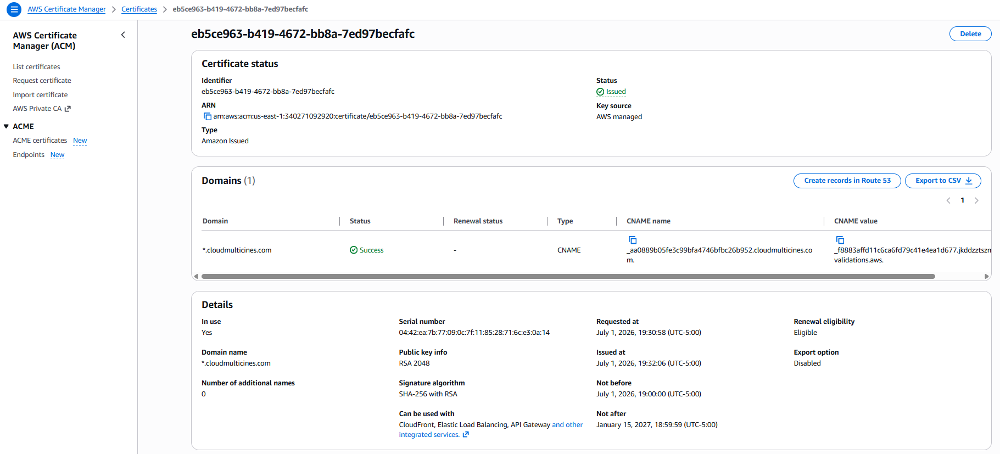 AWS Certificate Manager > Certificates > eb5ce963-b419-4672-bb8a-7ed97becfafc
AWS Certificate
Manager (ACM)
List certificates
Request certificate
Import certificate
AWS Private CA
ACME
ACME certificates New
Endpoints New
eb5ce963-b419-4672-bb8a-7ed97becfafc
Delete
Certificate status
Identifier
eb5ce963-b419-4672-bb8a-7ed97becfafc
ARN
arn:aws:acm:us-east-1:340271092920:certificate/eb5ce963-b419-4672-bb8a-7ed97becfafc
Type
Amazon Issued
Status
Issued
Key source
AWS managed
Domains (1)
Create records in Route 53
Export to CSV
1
Domain Status Renewal status Type CNAME name CNAME value
*.cloudmulticines.com Success - CNAME _aa0889b05fe3c99bfa4746bfbc26b952.cloudmulticines.co _f8883affd11c6ca6fd79c41e4ea1d677.jkddzztszm
m. validations.aws.
Details
In use
Yes
Domain name
*.cloudmulticines.com
Number of additional names
0
Serial number
04:42:ea:7b:77:09:0c:7f:11:85:28:71:6c:e3:0a:14
Public key info
RSA 2048
Signature algorithm
SHA-256 with RSA
Can be used with
CloudFront, Elastic Load Balancing, API Gateway and other
integrated services.
Requested at
July 1, 2026, 19:30:58 (UTC-5:00)
Issued at
July 1, 2026, 19:32:06 (UTC-5:00)
Not before
July 1, 2026, 19:00:00 (UTC-5:00)
Not after
January 15, 2027, 18:59:59 (UTC-5:00)
Renewal eligibility
Eligible
Export option
Disabled